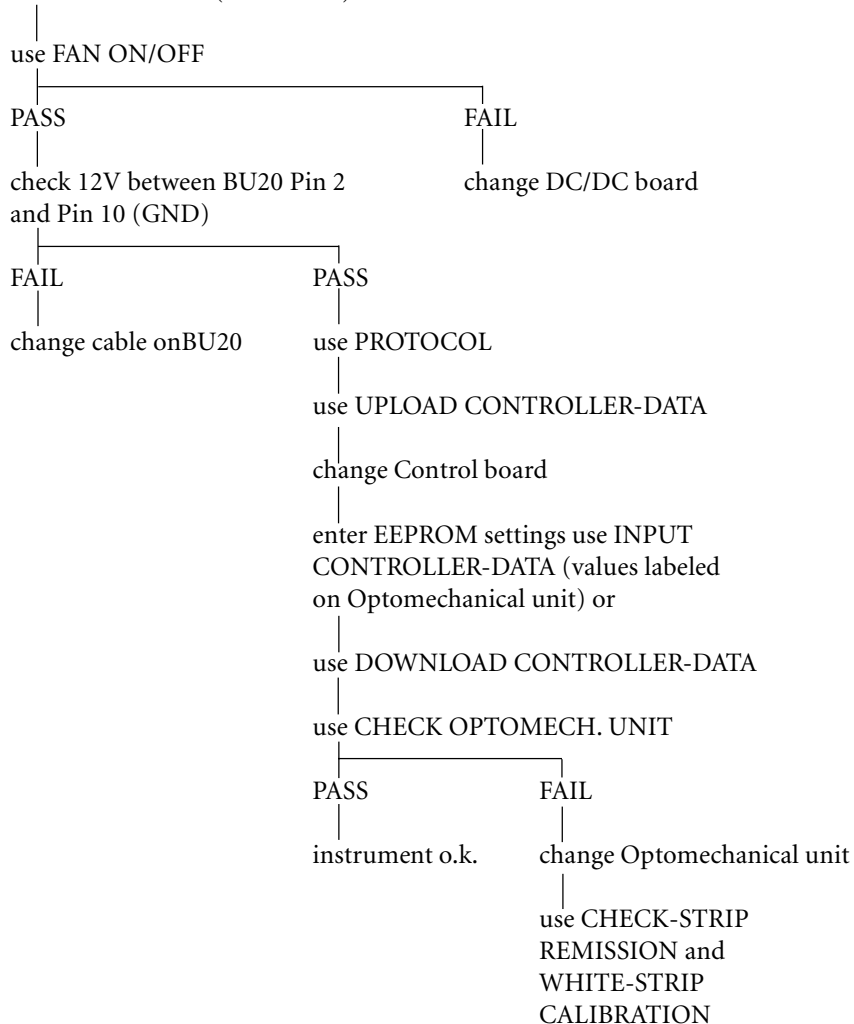 use FAN ON/OFF
PASS FAIL
check 12V between BU20 Pin 2 change DC/DC board
and Pin 10 (GND)
FAIL PASS
change cable onBU20 use PROTOCOL
use UPLOAD CONTROLLER-DATA
change Control board
enter EEPROM settings use INPUT
CONTROLLER-DATA (values labeled
on Optomechanical unit) or
use DOWNLOAD CONTROLLER-DATA
use CHECK OPTOMECH. UNIT
PASS FAIL
instrument o.k. change Optomechanical unit
use CHECK-STRIP
REMISSION and
WHITE-STRIP
CALIBRATION